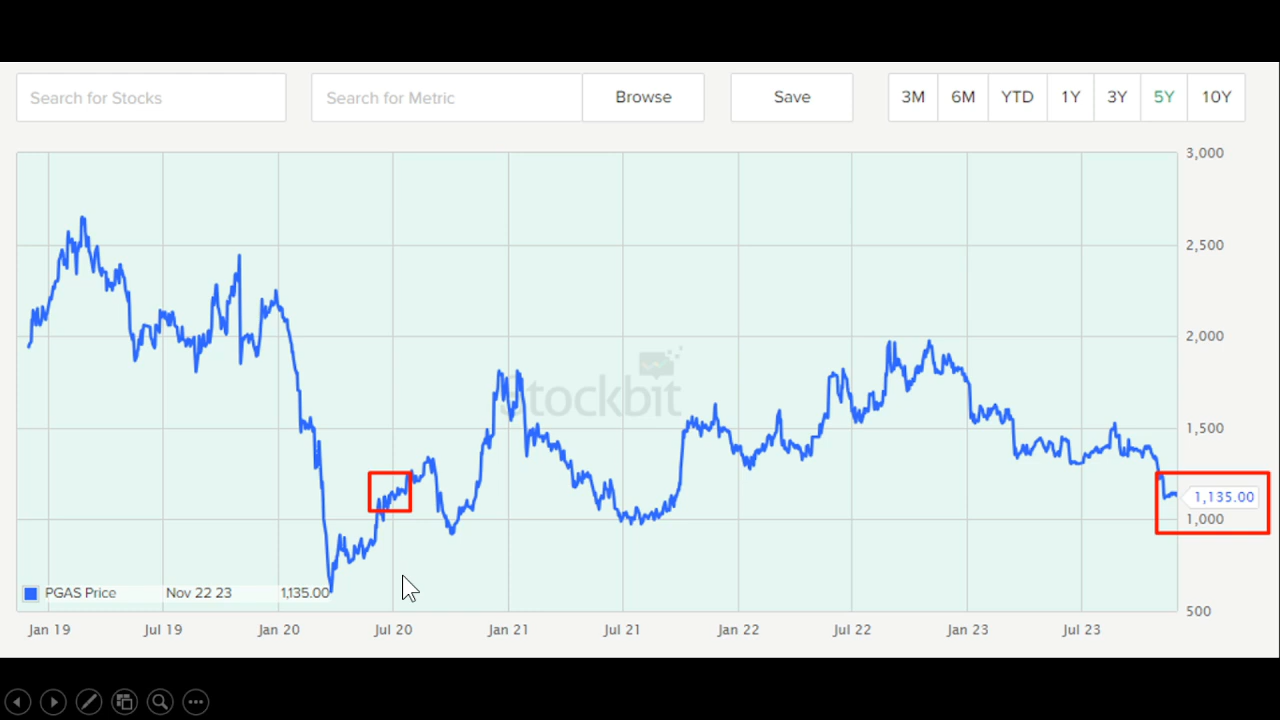 Search for Stocks
Search for Metric
Browse
Save
3M
6M
YTD
1Y
3Y
5Y
10Y
3,000
2,500
2,000
Stockbit
1,500
1,135.00
1,000
PGAS Price Nov 22 23 1,135.00
500
Jan 19
Jul 19
Jan 20
Jul 20
Jan 21
Jul 21
Jan 22
Jul 22
Jan 23
Jul 23